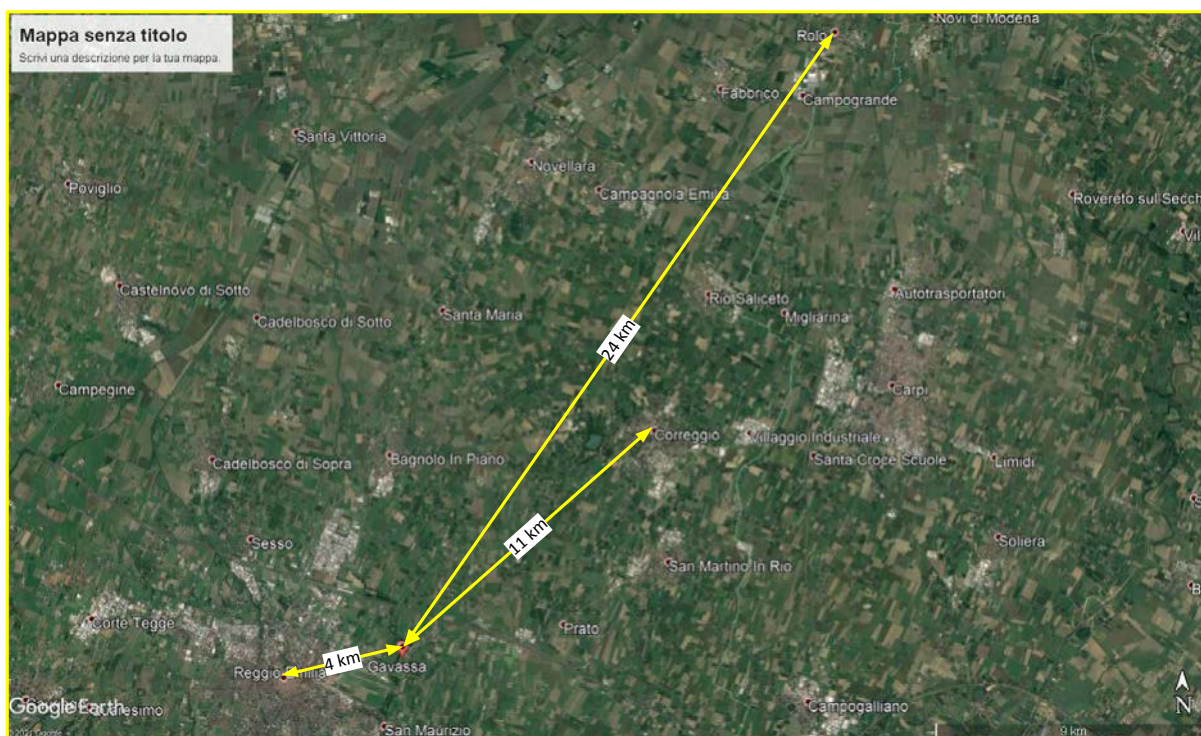 Mappa senza titolo
Scrivi una descrizione per la tua mappa.
Novi di Modena
Rolo
Fabbrico
Campogrande
Santa Vittoria
Novellara
Poviglio
Campagnola Emilia
Rovereto sul Secch
Vil
Castelnovo di Sotto
Autotrasportatori
Rio Saliceto
Cadelbosco di Sotto
Santa Maria
Migliarina
24 km
Campegine
Carpi
Correggio
Villaggio Industriale
Cadelbosco di Sopra
Bagnolo In Piano
Santa Croce Scuole
Limidi
11 km
Sesso
Soliera
San Martino In Rio
B
Corte Tegge
Prato
4 km
Gavassa
Reggio Emilia
N
Google Earth
Campogalliano
San Maurizio
9 km